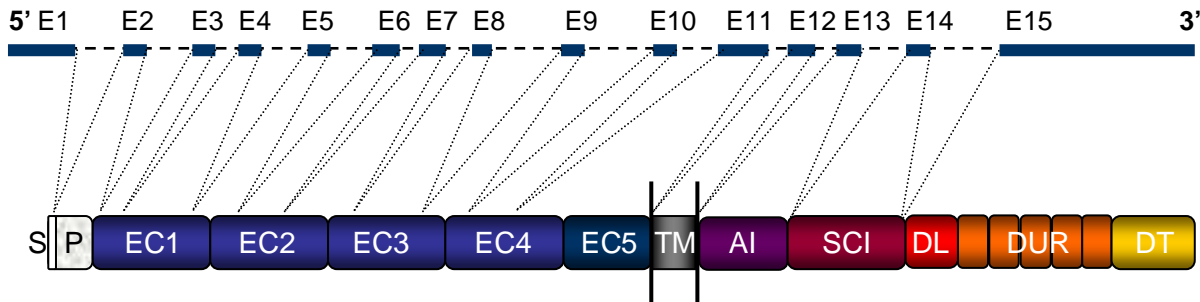 5' E1 E2 E3 E4 E5 E6 E7 E8 E9 E10 E11 E12 E13 E14 E15 3'
S P EC1 EC2 EC3 EC4 EC5 TM AI SCI DL DUR DT